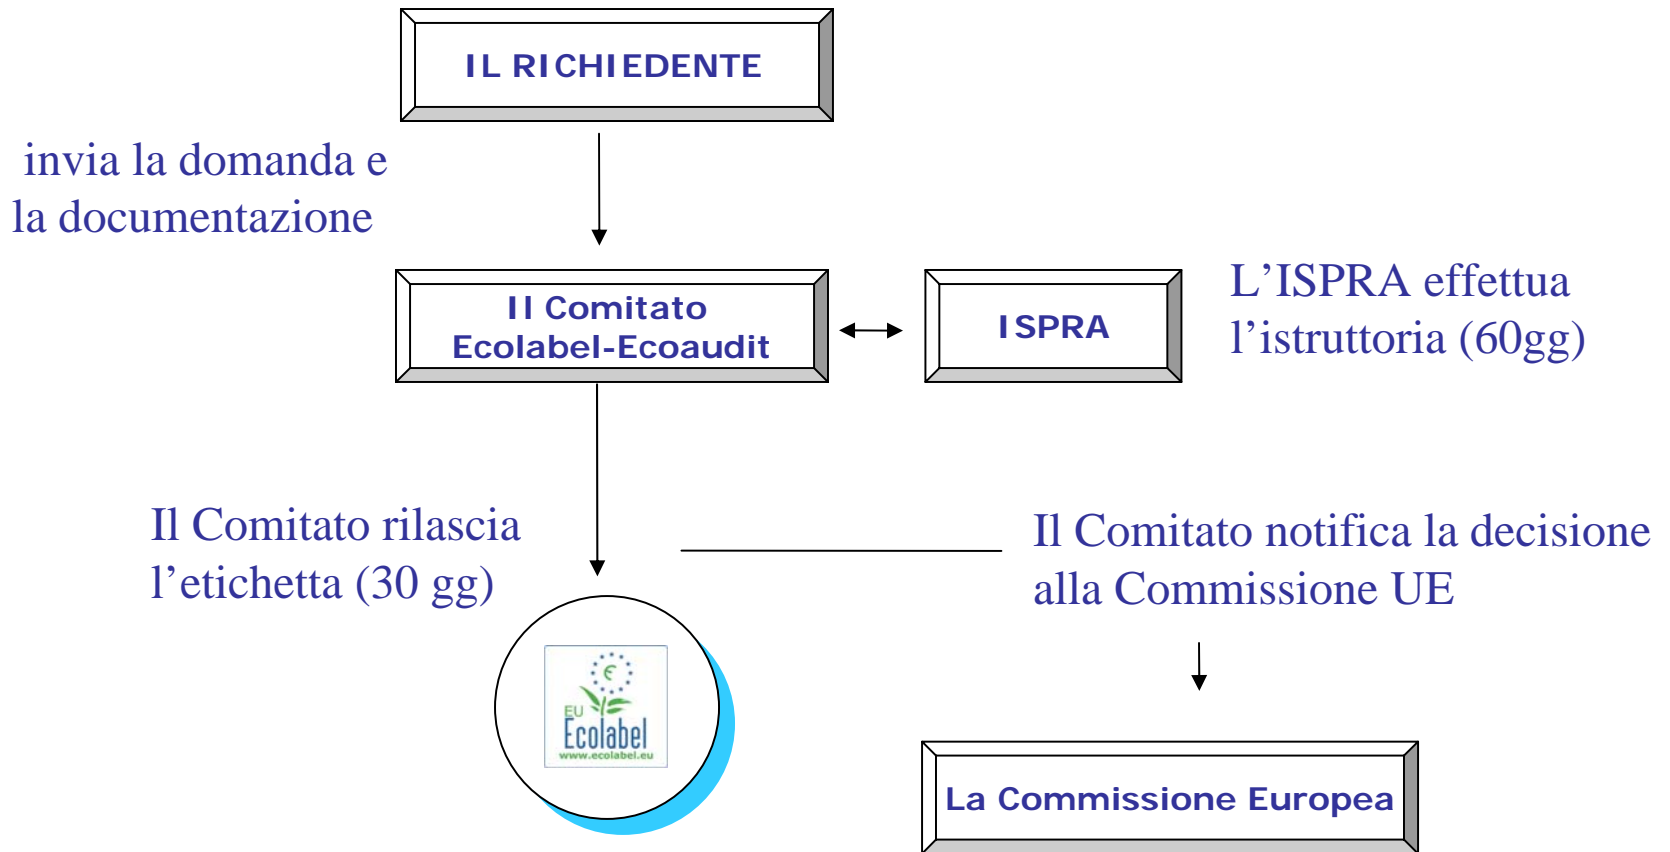 IL RICHIEDENTE
invia la domanda e
la documentazione
Il Comitato
Ecolabel-Ecoaudit
ISPRA
L’ISPRA effettua
l’istruttoria (60gg)
Il Comitato rilascia
l’etichetta (30 gg)
Il Comitato notifica la decisione
alla Commissione UE
EU
Ecolabel
www.ecolabel.eu
La Commissione Europea